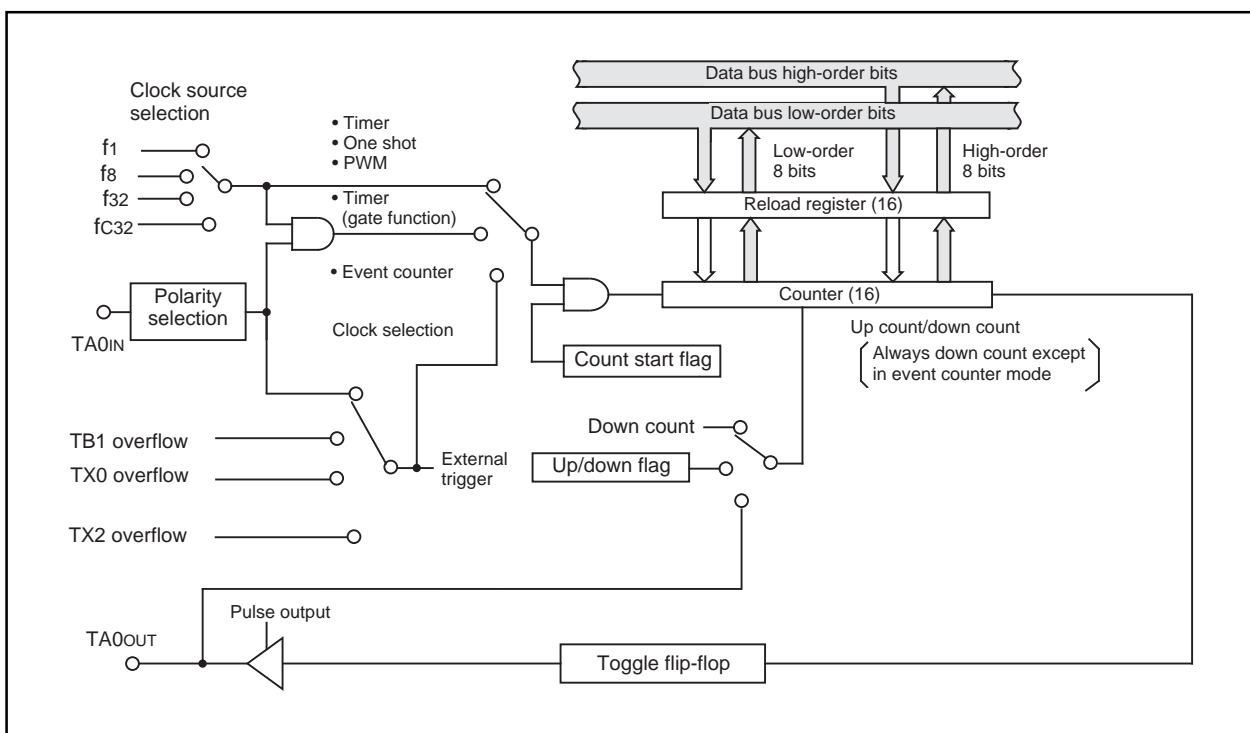 Data bus high-order bits
Data bus low-order bits
Clock source
selection
f1
f8
f32
fC32
• Timer
• One shot
• PWM
• Timer
(gate function)
• Event counter
Clock selection
Low-order
8 bits
High-order
8 bits
Reload register (16)
Counter (16)
Polarity
selection
TA0IN
Up count/down count
Always down count except
in event counter mode
Count start flag
TB1 overflow
TX0 overflow
TX2 overflow
External
trigger
Down count
Up/down flag
Pulse output
TA0OUT
Toggle flip-flop